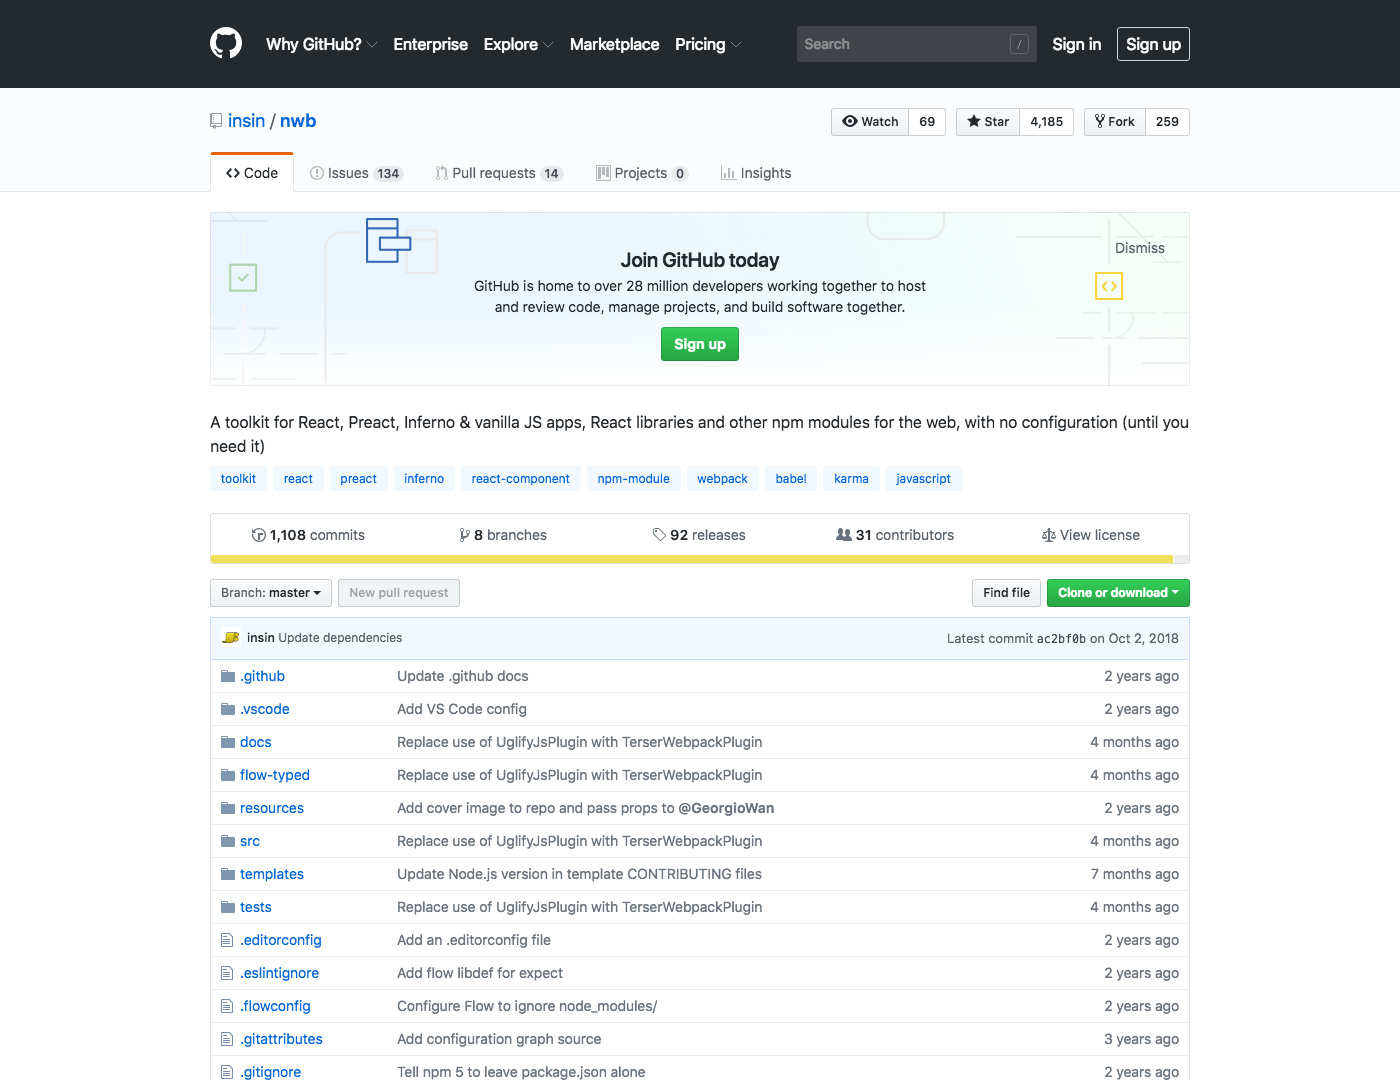 Why GitHub? Enterprise Explore Marketplace Pricing Search / Sign in Sign up
insin / nwb Watch 69 Star 4,185 Fork 259
Code Issues 134 Pull requests 14 Projects 0 Insights
Dismiss
Join GitHub today
GitHub is home to over 28 million developers working together to host
and review code, manage projects, and build software together.
Sign up
A toolkit for React, Preact, Inferno & vanilla JS apps, React libraries and other npm modules for the web, with no configuration (until you
need it)
toolkit react preact inferno react-component npm-module webpack babel karma javascript
1,108 commits 8 branches 92 releases 31 contributors View license
Branch: master New pull request Find file Clone or download
insin Update dependencies Latest commit ac2bf0b on Oct 2, 2018
.github Update .github docs 2 years ago
.vscode Add VS Code config 2 years ago
docs Replace use of UglifyJsPlugin with TerserWebpackPlugin 4 months ago
flow-typed Replace use of UglifyJsPlugin with TerserWebpackPlugin 4 months ago
resources Add cover image to repo and pass props to @GeorgioWan 2 years ago
src Replace use of UglifyJsPlugin with TerserWebpackPlugin 4 months ago
templates Update Node.js version in template CONTRIBUTING files 7 months ago
tests Replace use of UglifyJsPlugin with TerserWebpackPlugin 4 months ago
.editorconfig Add an .editorconfig file 2 years ago
.eslintignore Add flow libdef for expect 2 years ago
.flowconfig Configure Flow to ignore node_modules/ 2 years ago
.gitattributes Add configuration graph source 3 years ago
.gitignore Tell npm 5 to leave package.json alone 2 years ago